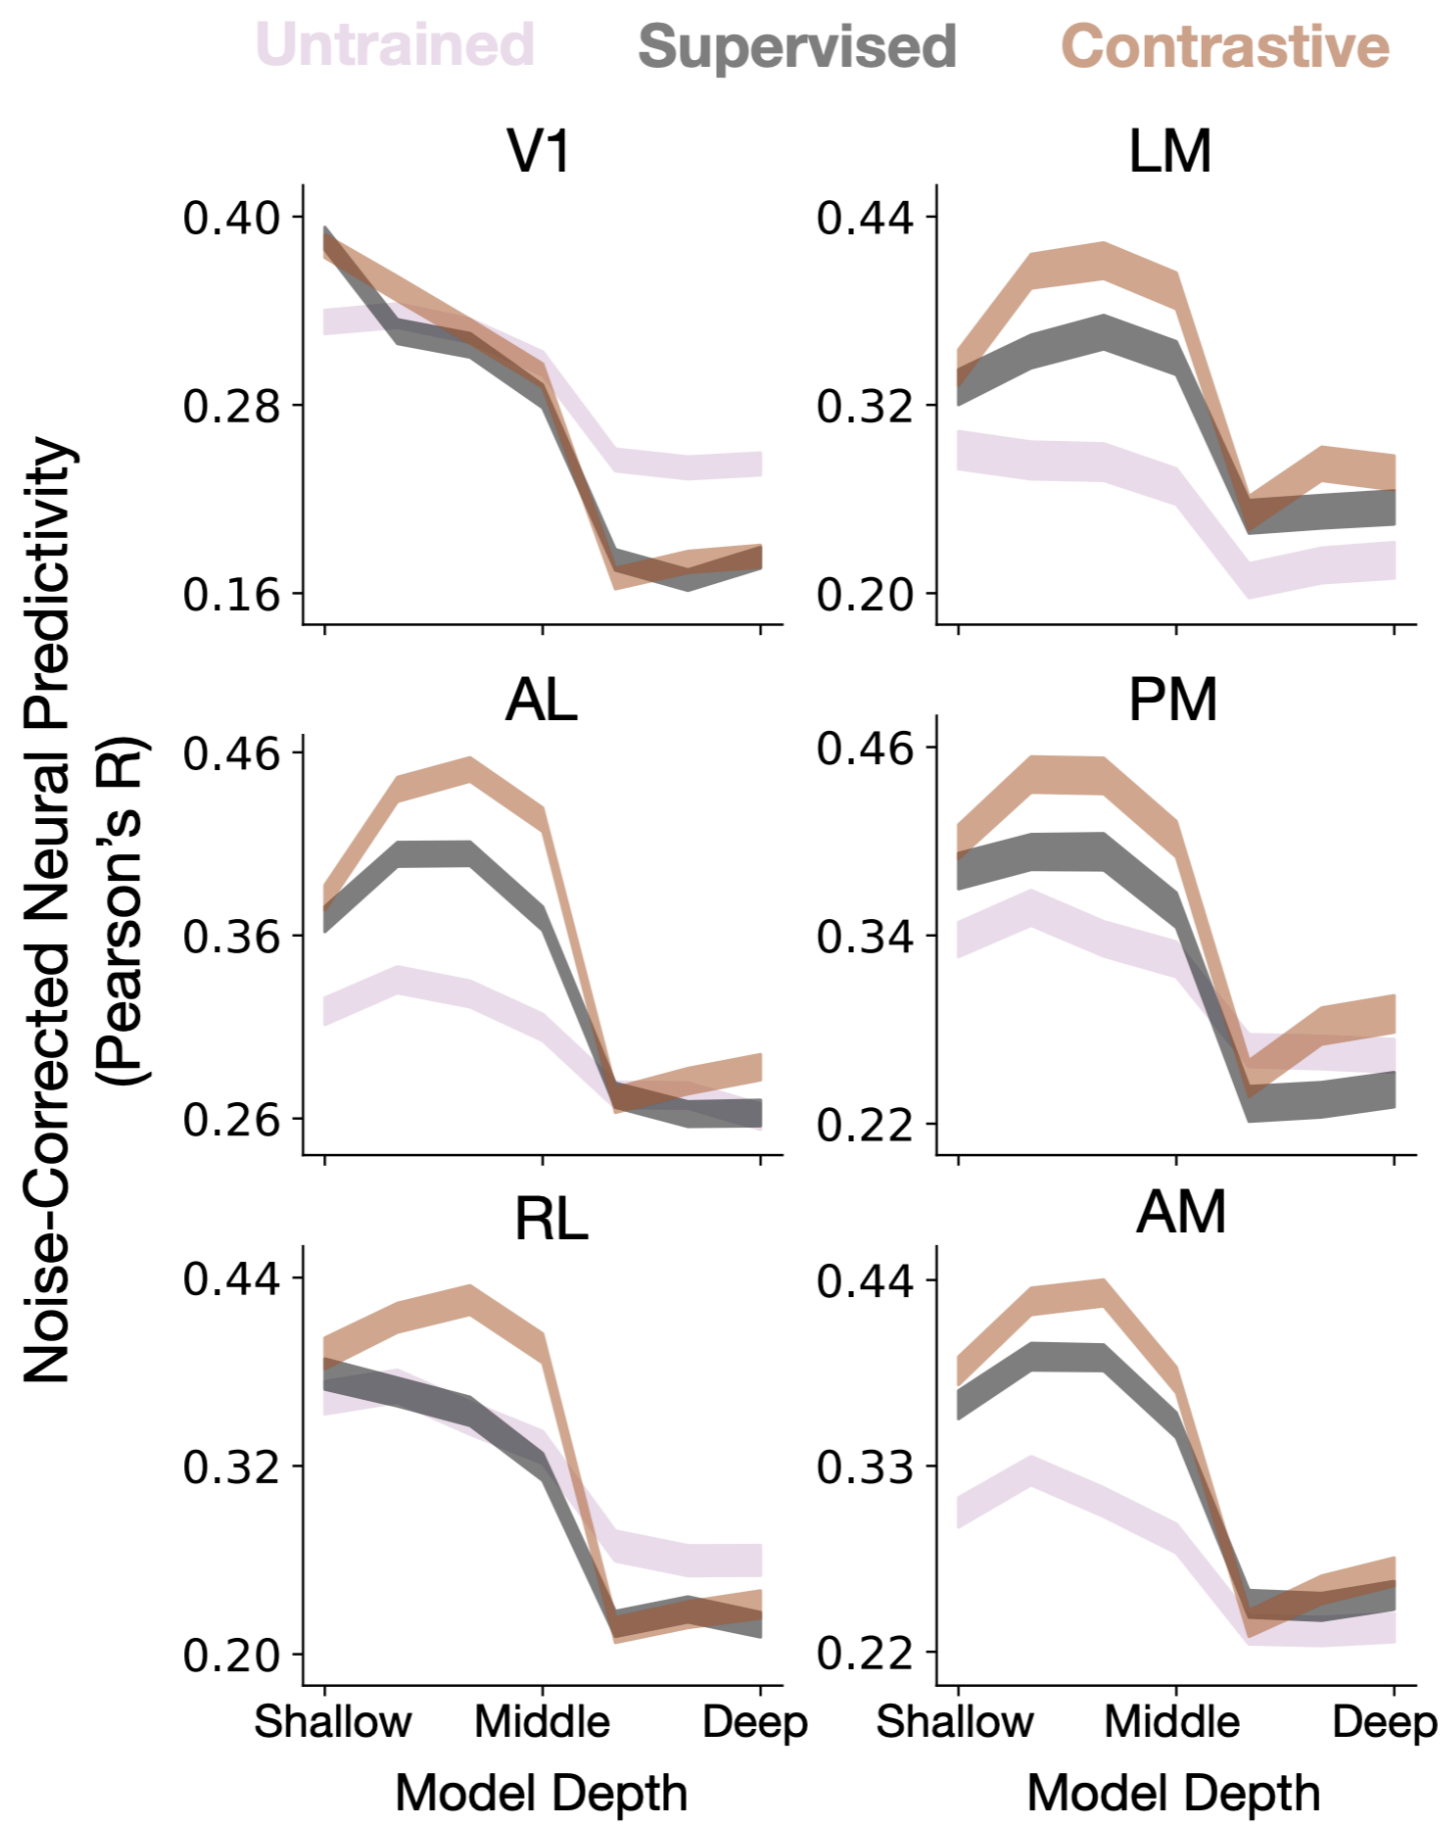 Untrained Supervised Contrastive
V1
0.40
0.28
0.16
LM
0.44
0.32
0.20
AL
0.46
0.36
0.26
PM
0.46
0.34
0.22
RL
0.44
0.32
0.20
Shallow Middle Deep
Model Depth
AM
0.44
0.33
0.22
Shallow Middle Deep
Model Depth
Noise-Corrected Neural Predictivity
(Pearson’s R)